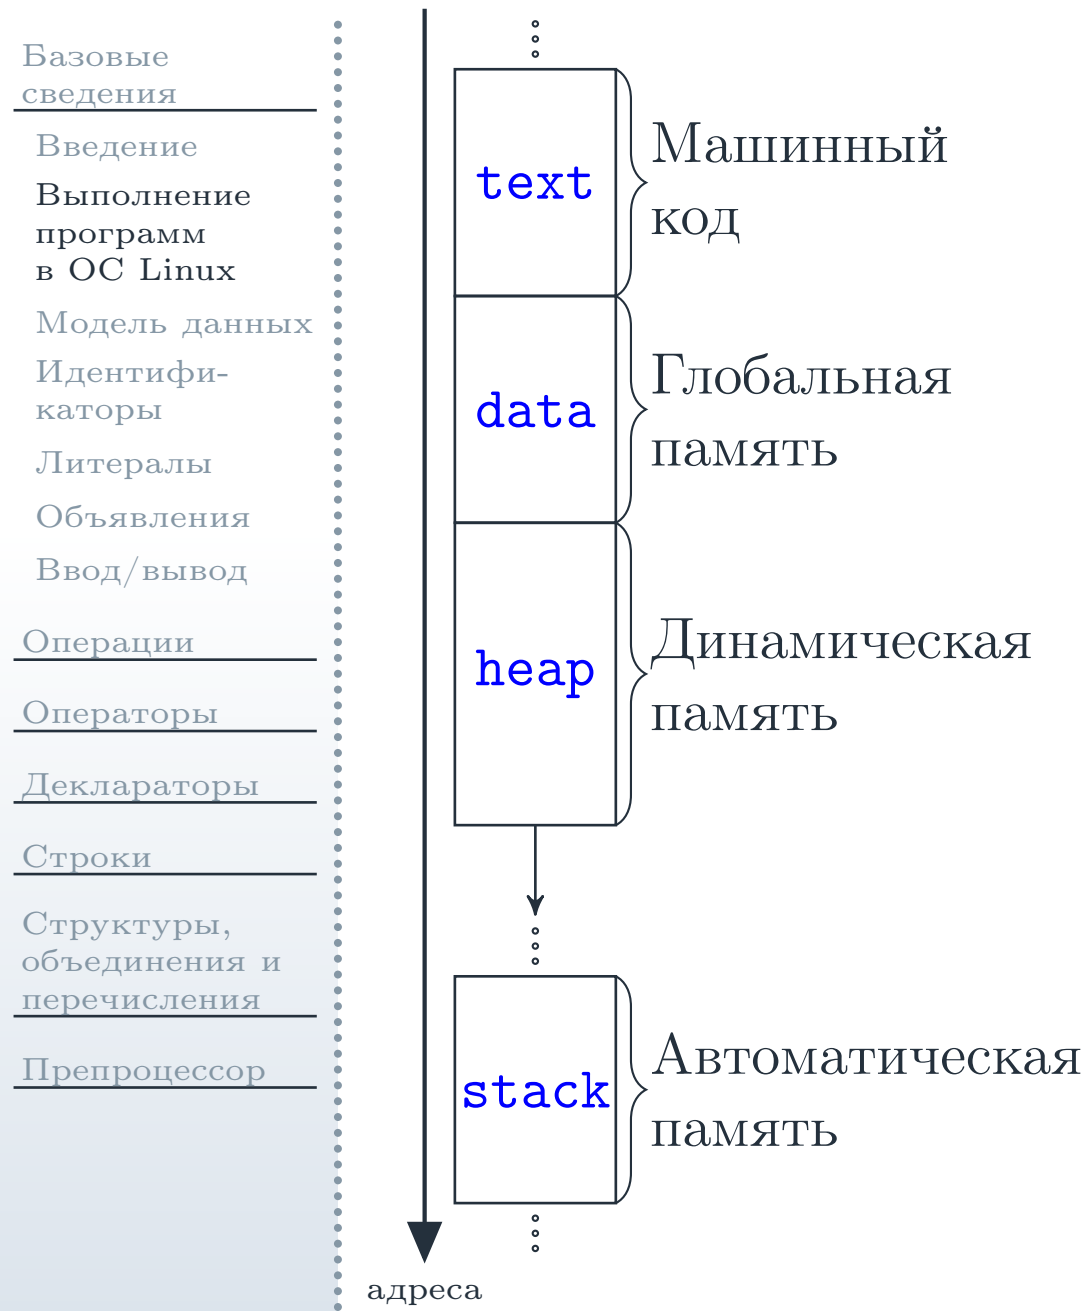 Базовые
сведения
Введение
Выполнение
программ
в ОС Linux
Модель данных
Идентифи-
каторы
Литералы
Объявления
Ввод/вывод
Операции
Операторы
Деклараторы
Строки
Структуры,
объединения и
перечисления
Препроцессор
text
Машинный
код
data
Глобальная
память
heap
Динамическая
память
stack
Автоматическая
память
адреса